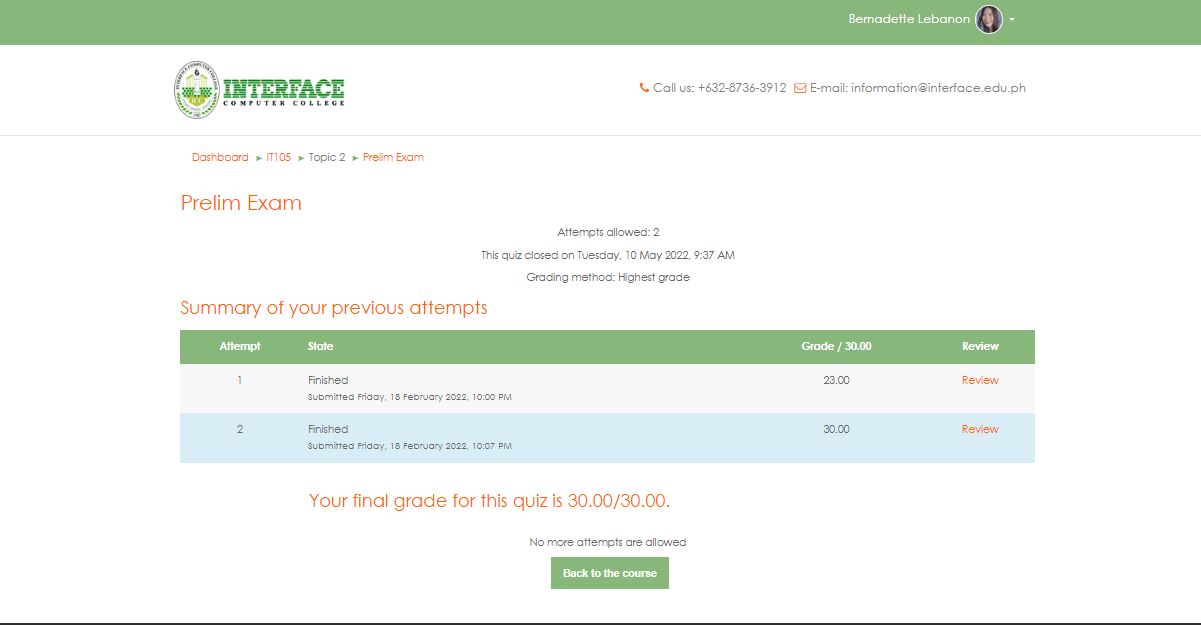 Bernadette Lebanon
INTERFACE
COMPUTER COLLEGE
Call us: +632-8736-3912 E-mail: information@interface.edu.ph
Dashboard ► IT105 ► Topic 2 ► Prelim Exam
Prelim Exam
Attempts allowed: 2
This quiz closed on Tuesday, 10 May 2022, 9:37 AM
Grading method: Highest grade
Summary of your previous attempts
Attempt State Grade / 30.00 Review
1 Finished 23.00 Review
Submitted Friday, 18 February 2022, 10:00 PM
2 Finished 30.00 Review
Submitted Friday, 18 February 2022, 10:07 PM
Your final grade for this quiz is 30.00/30.00.
No more attempts are allowed
Back to the course